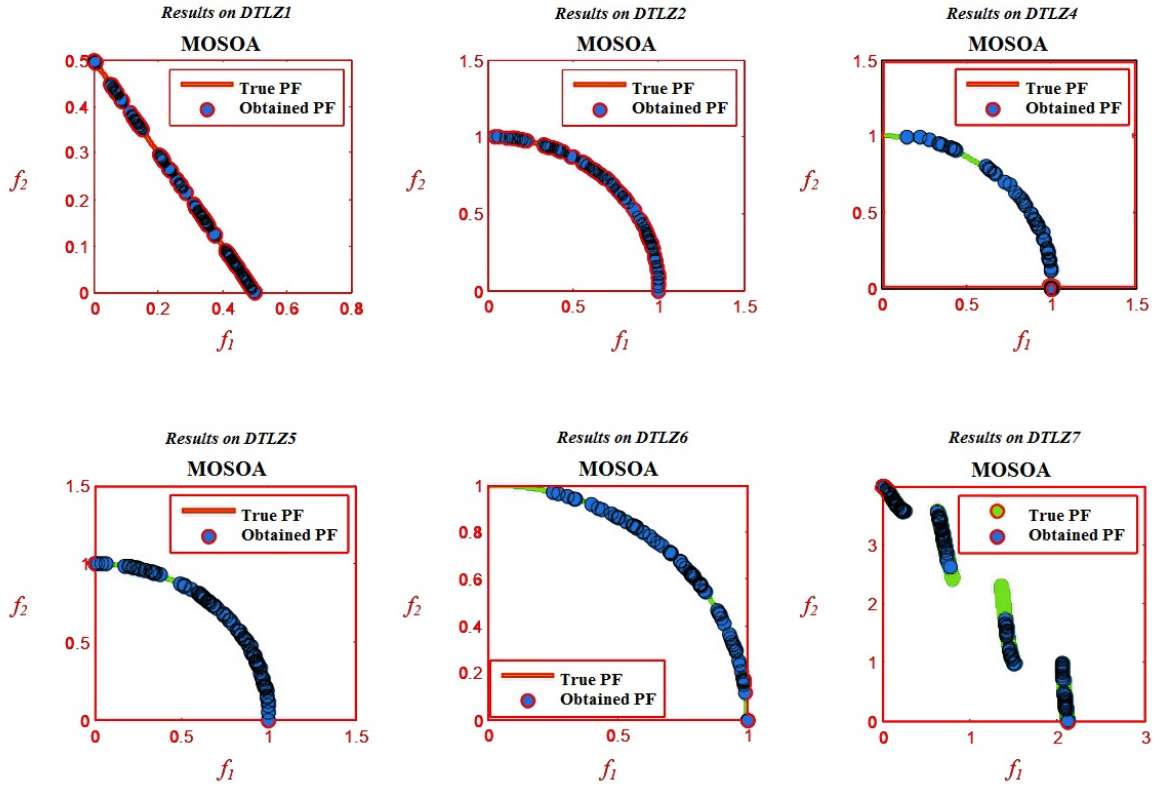 Results on DTLZ1
MOSOA
0.5
0.4
0.3
0.2
0.1
0
0
0.2
0.4
0.6
0.8
f2
f1
True PF
Obtained PF
Results on DTLZ2
MOSOA
1.5
1
0.5
0
0
0.5
1
1.5
f2
f1
True PF
Obtained PF
Results on DTLZ4
MOSOA
1.5
1
0.5
0
0
0.5
1
1.5
f2
f1
True PF
Obtained PF
Results on DTLZ5
MOSOA
1.5
1
0.5
0
0
0.5
1
1.5
f2
f1
True PF
Obtained PF
Results on DTLZ6
MOSOA
1
0.8
0.6
0.4
0.2
0
0
0.5
1
f2
f1
True PF
Obtained PF
Results on DTLZ7
MOSOA
3
2
1
0
0
1
2
3
f2
f1
True PF
Obtained PF